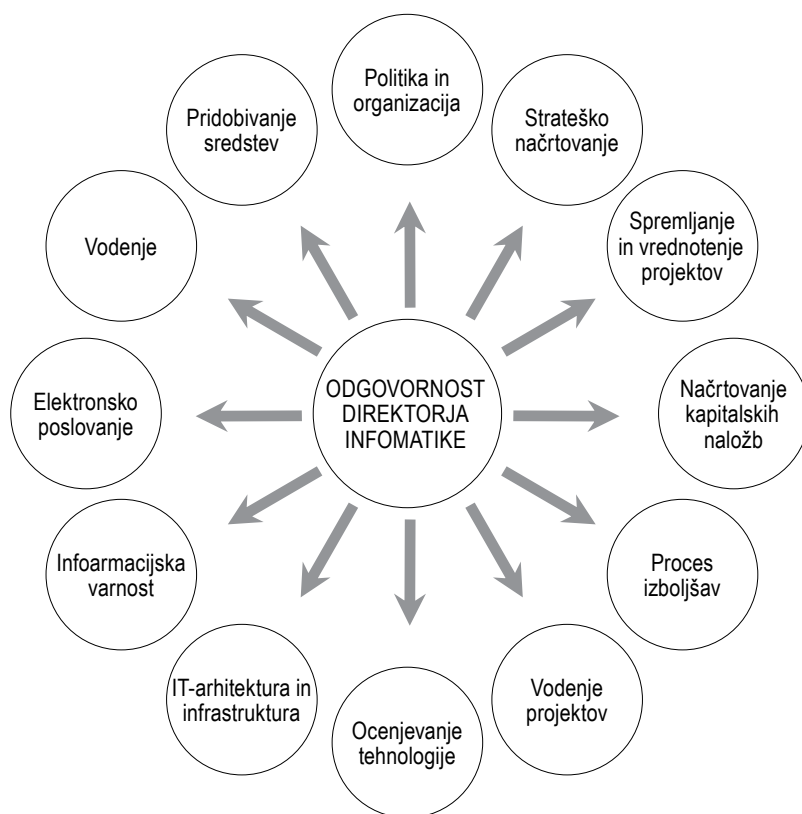 Politika in
organizacija
Strateško
načrtovanje
Spremljanje
in vrednotenje
projektov
Načrtovanje
kapitalskih
naložb
Proces
izboljšav
Vodenje
projektov
Ocenjevanje
tehnologije
IT-arhitektura in
infrastruktura
Infoarmacijska
varnost
Elektronsko
poslovanje
Vodenje
Pridobivanje
sredstev
ODGOVORNOST
DIREKTORJA
INFOMATIKE